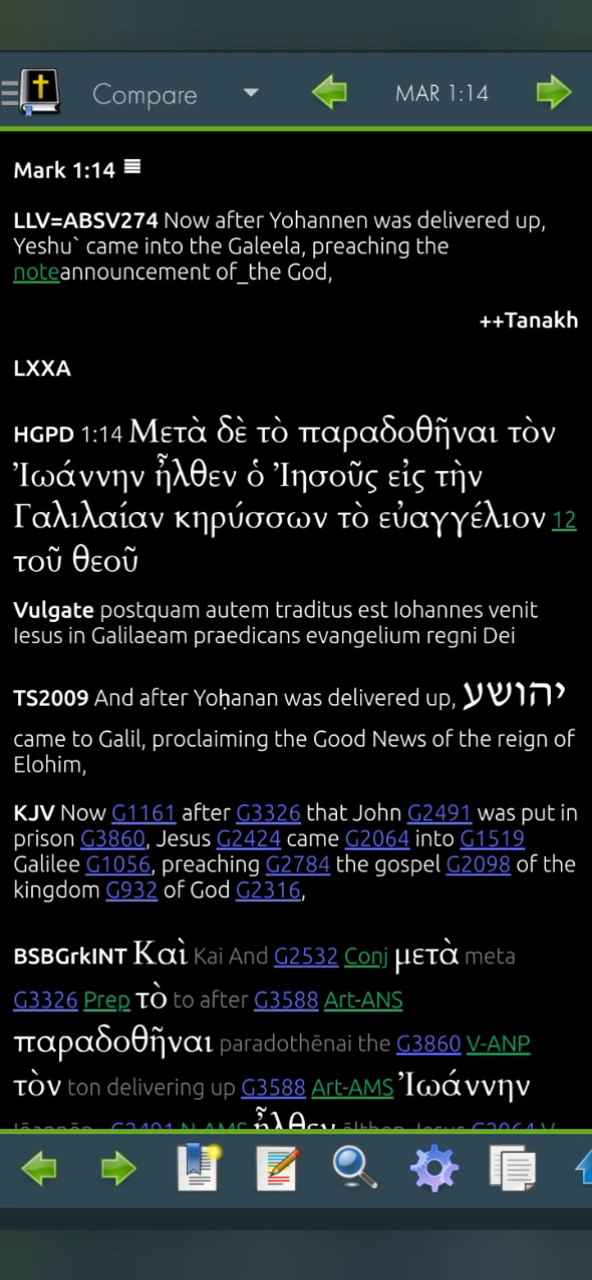 Compare
MAR 1:14
Mark 1:14
LLV=ABSV274 Now after Yohannen was delivered up,
Yeshu` came into the Galeela, preaching the
noteannouncement of_the God,
++Tanakh
LXXA
HGPD 1:14 Μετὰ δὲ τὸ παραδοθῆναι τὸν
Ἰωάννην ἦλθεν ὁ Ἰησοῦς εἰς τὴν
Γαλιλαίαν κηρύσσων τὸ εὐαγγέλιον 12
τοῦ θεοῦ
Vulgate postquam autem traditus est Iohannes venit
Iesus in Galilaeam praedicans evangelium regni Dei
TS2009 And after Yoḥanan was delivered up, יהושע
came to Galil, proclaiming the Good News of the reign of
Elohim,
KJV Now G1161 after G3326 that John G2491 was put in
prison G3860, Jesus G2424 came G2064 into G1519
Galilee G1056, preaching G2784 the gospel G2098 of the
kingdom G932 of God G2316,
BSBGrkINT Καὶ Kai And G2532 Conj μετὰ meta
G3326 Prep τὸ to after G3588 Art-ANS
παραδοθῆναι paradothēnai the G3860 V-ANP
τὸν ton delivering up G3588 Art-AMS Ἰωάννην
ἦλθεν ēlthen Jesus G2064 V